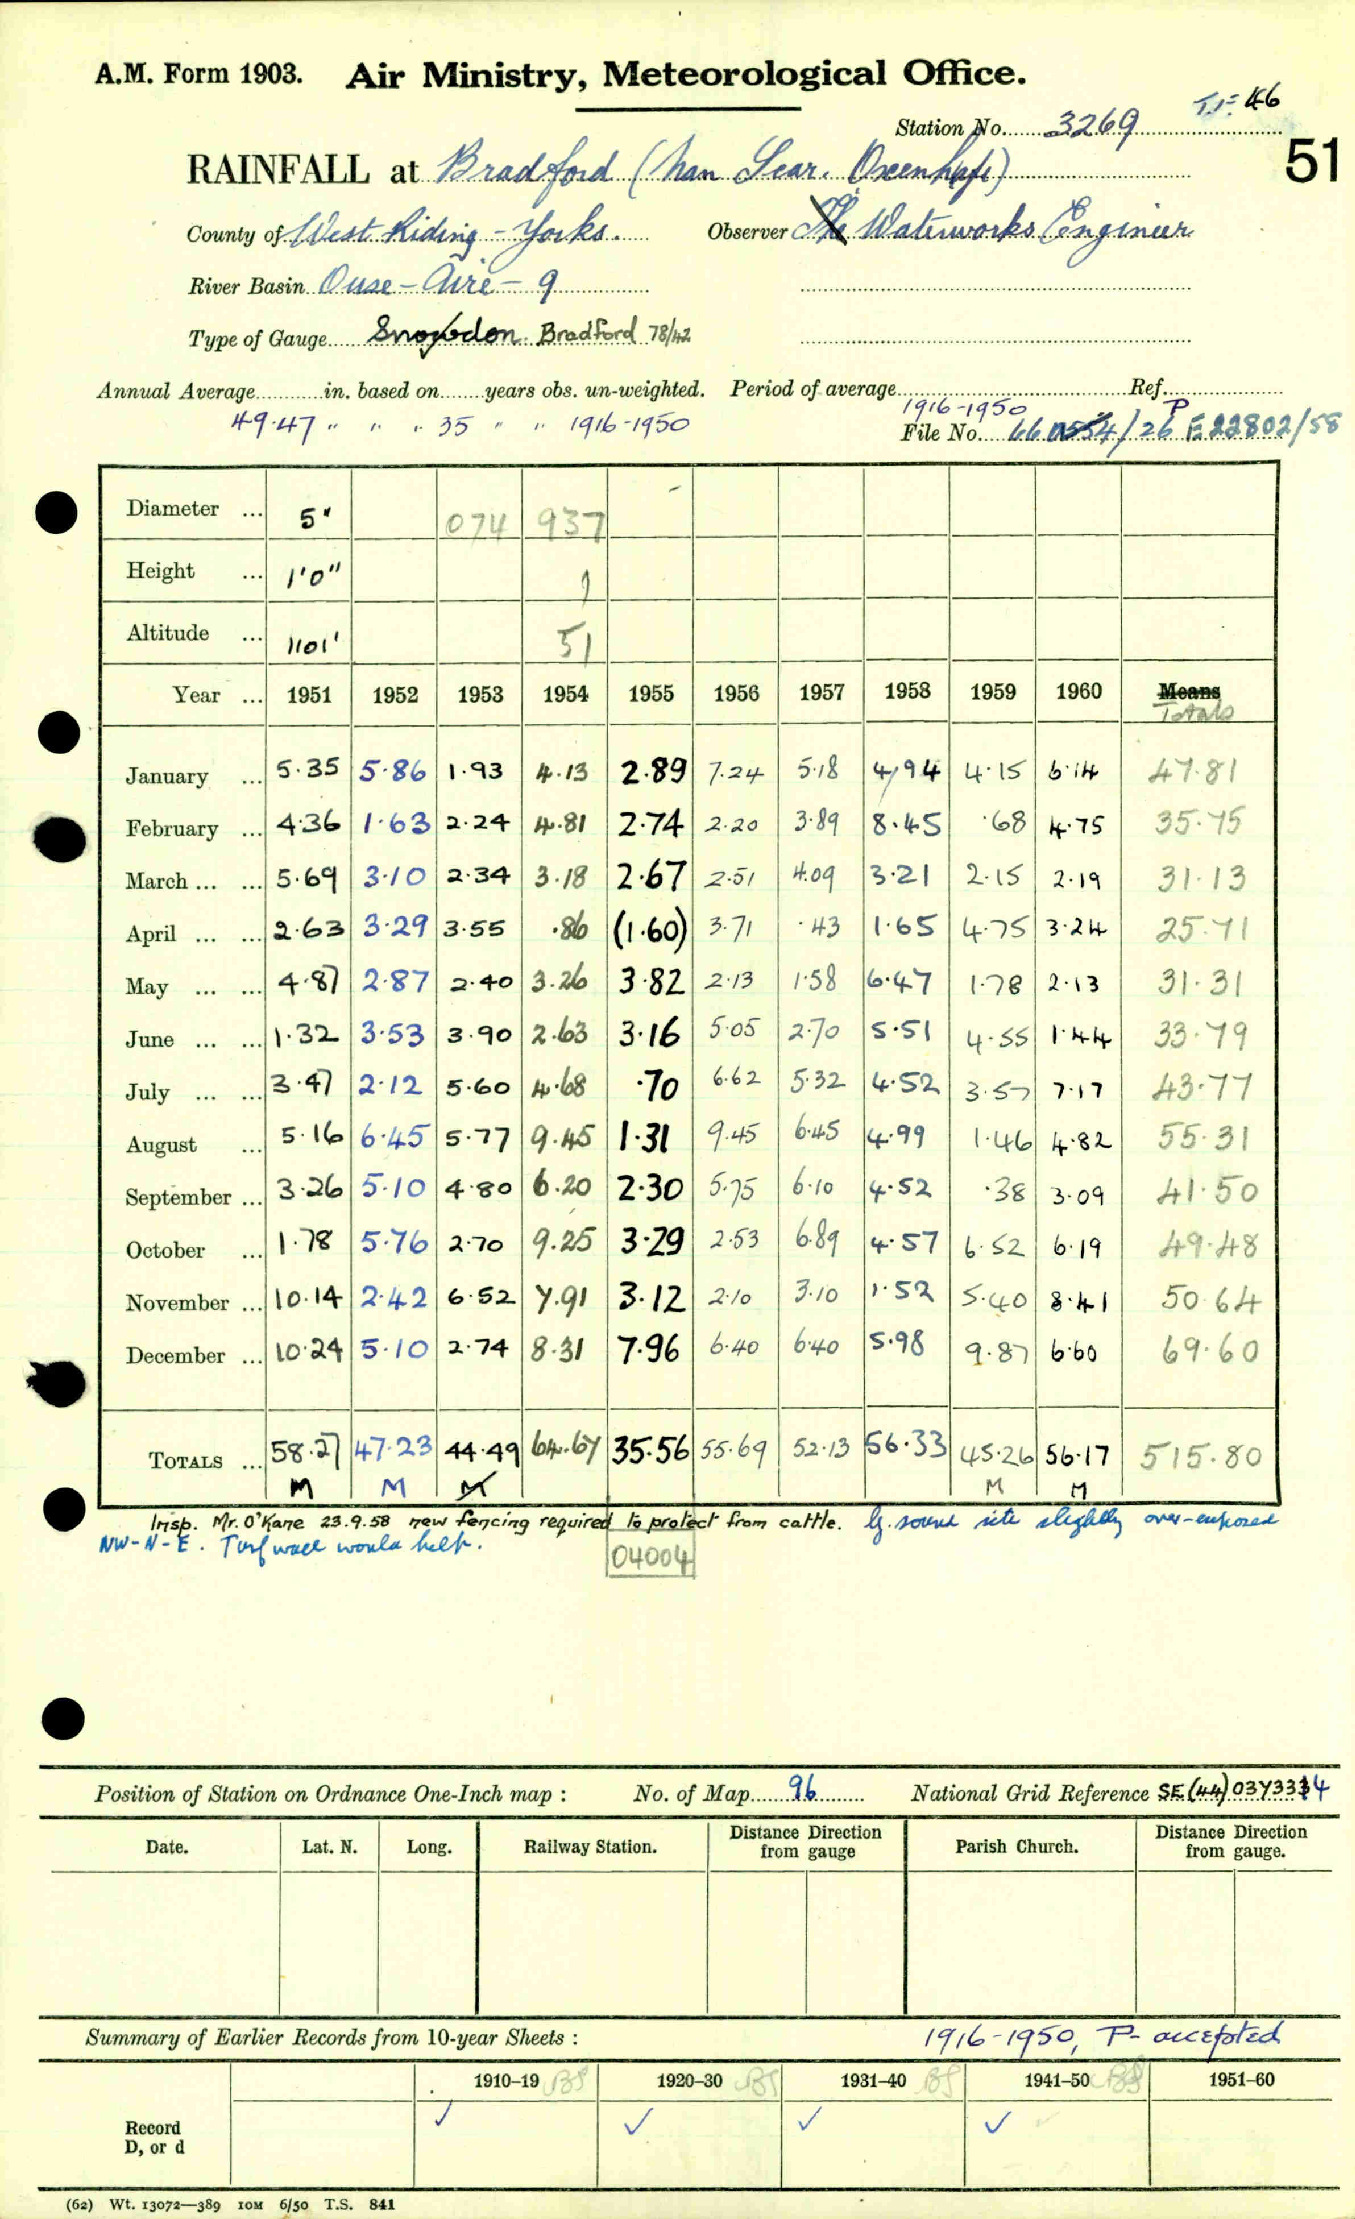 A.M. Form 1903. Air Ministry, Meteorological Office.
46
Station No. 3269
51
RAINFALL at Bradford (Nan Scar. Oxenhope)
County of West Riding - Yorks. Observer The Waterworks Engineer
River Basin Ouse - Aire - 9
Type of Gauge Snowdon Bradford 78/42
Annual Average in. based on years obs. un-weighted. Period of average Ref.
49.47 " " " 35 " " 1916-1950 1916-1950 P
File No. /26 E22802/58
Diameter ... 5" 074 937
Height ... 1'0" 1
Altitude ... 1101' 51
Year ... 1951 1952 1953 1954 1955 1956 1957 1958 1959 1960 Means
Totals
January ... 5.35 5.86 1.93 4.13 2.89 7.24 5.18 4.94 4.15 6.14 47.81
February ... 4.36 1.63 2.24 4.81 2.74 2.20 3.89 8.45 .68 4.75 35.75
March ... ... 5.69 3.10 2.34 3.18 2.67 2.51 4.09 3.21 2.15 2.19 31.13
April ... ... 2.63 3.29 3.55 .86 (1.60) 3.71 .43 1.65 4.75 3.24 25.71
May ... ... 4.87 2.87 2.40 3.26 3.82 2.13 1.58 6.47 1.78 2.13 31.31
June ... ... 1.32 3.53 3.90 2.63 3.16 5.05 2.70 5.51 4.55 1.44 33.79
July ... ... 3.47 2.12 5.60 4.68 .70 6.62 5.32 4.52 3.57 7.17 43.77
August ... 5.16 6.45 5.77 9.45 1.31 9.45 6.45 4.99 1.46 4.82 55.31
September ... 3.26 5.10 4.80 6.20 2.30 5.75 6.10 4.52 .38 3.09 41.50
October ... 1.78 5.76 2.70 9.25 3.29 2.53 6.89 4.57 6.52 6.19 49.48
November ... 10.14 2.42 6.52 7.91 3.12 2.10 3.10 1.52 5.40 8.41 50.64
December ... 10.24 5.10 2.74 8.31 7.96 6.40 6.40 5.98 9.87 6.60 69.60
TOTALS ... 58.27 47.23 44.49 64.67 35.56 55.69 52.13 56.33 45.26 56.17 515.80
M M M M M
Insp. Mr. O'Kane 23.9.58 new fencing required to protect from cattle. G. sound site slightly over-exposed
NW-N-E. Turf wall would help.
04004
Position of Station on Ordnance One-Inch map : No. of Map 96 National Grid Reference SE(44)
Date. Lat. N. Long. Railway Station. Distance from Direction gauge Parish Church. Distance from Direction gauge.
Summary of Earlier Records from 10-year Sheets : 1916-1950, P- accepted
1910–19 1920–30 1931–40 1941–50 1951–60
Record
D, or d
(62) Wt. 13072—389 10M 6/50 T.S. 841